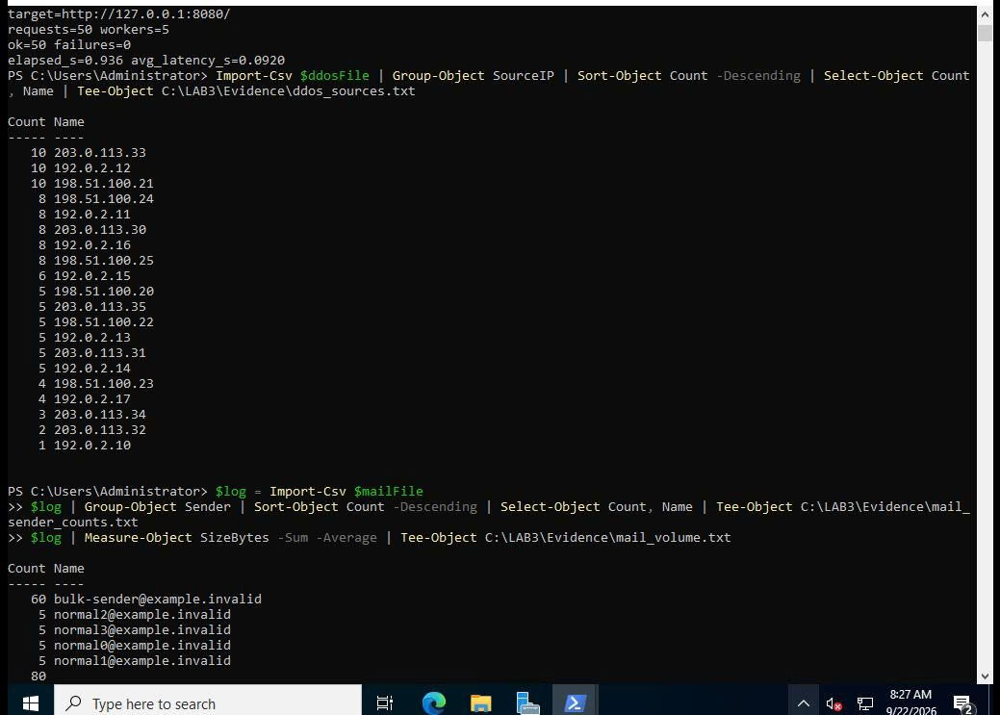 target=http://127.0.0.1:8080/
requests=50 workers=5
ok=50 failures=0
elapsed_s=0.936 avg_latency_s=0.0920
PS C:\Users\Administrator> Import-Csv $ddosFile | Group-Object SourceIP | Sort-Object Count -Descending | Select-Object Count
, Name | Tee-Object C:\LAB3\Evidence\ddos_sources.txt
Count Name
----- ----
10 203.0.113.33
10 192.0.2.12
10 198.51.100.21
8 198.51.100.24
8 192.0.2.11
8 203.0.113.30
8 192.0.2.16
8 198.51.100.25
6 192.0.2.15
5 198.51.100.20
5 203.0.113.35
5 198.51.100.22
5 192.0.2.13
5 203.0.113.31
5 192.0.2.14
4 198.51.100.23
4 192.0.2.17
3 203.0.113.34
2 203.0.113.32
1 192.0.2.10
PS C:\Users\Administrator> $log = Import-Csv $mailFile
>> $log | Group-Object Sender | Sort-Object Count -Descending | Select-Object Count, Name | Tee-Object C:\LAB3\Evidence\mail_
sender_counts.txt
>> $log | Measure-Object SizeBytes -Sum -Average | Tee-Object C:\LAB3\Evidence\mail_volume.txt
Count Name
----- ----
60 bulk-sender@example.invalid
5 normal2@example.invalid
5 normal3@example.invalid
5 normal0@example.invalid
5 normal1@example.invalid
80
Type here to search
8:27 AM
9/22/2026
2